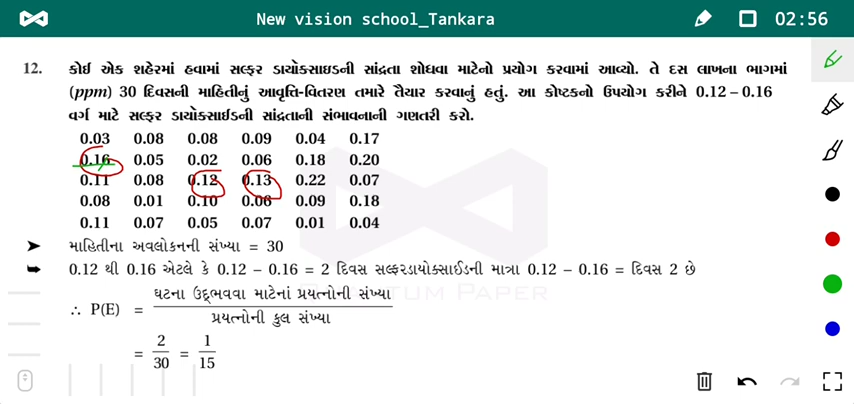 New vision school_Tankara
02:56
12. કોઈ એક શહેરમાં હવામાં સલ્ફર ડાયૉક્સાઇડની સાંદ્રતા શોધવા માટેનો પ્રયોગ કરવામાં આવ્યો. તે દસ લાખના ભાગમાં
(ppm) 30 દિવસની માહિતીનું આવૃત્તિ-વિતરણ તમારે તૈયાર કરવાનું હતું. આ કોષ્ટકનો ઉપયોગ કરીને 0.12 – 0.16
વર્ગ માટે સલ્ફર ડાયૉક્સાઈડની સાંદ્રતાની સંભાવનાની ગણતરી કરો.
0.03 0.08 0.08 0.09 0.04 0.17
0.16 0.05 0.02 0.06 0.18 0.20
0.11 0.08 0.12 0.13 0.22 0.07
0.08 0.01 0.10 0.06 0.09 0.18
0.11 0.07 0.05 0.07 0.01 0.04
➤ માહિતીના અવલોકનની સંખ્યા = 30
➥ 0.12 થી 0.16 એટલે કે 0.12 – 0.16 = 2 દિવસ સલ્ફરડાયોક્સાઈડની માત્રા 0.12 – 0.16 = દિવસ 2 છે
ઘટના ઉદ્ભવવા માટેનાં પ્રયત્નોની સંખ્યા
∴ P(E) =
પ્રયત્નોની કુલ સંખ્યા
= 2/30 = 1/15
QUANTUM PAPER